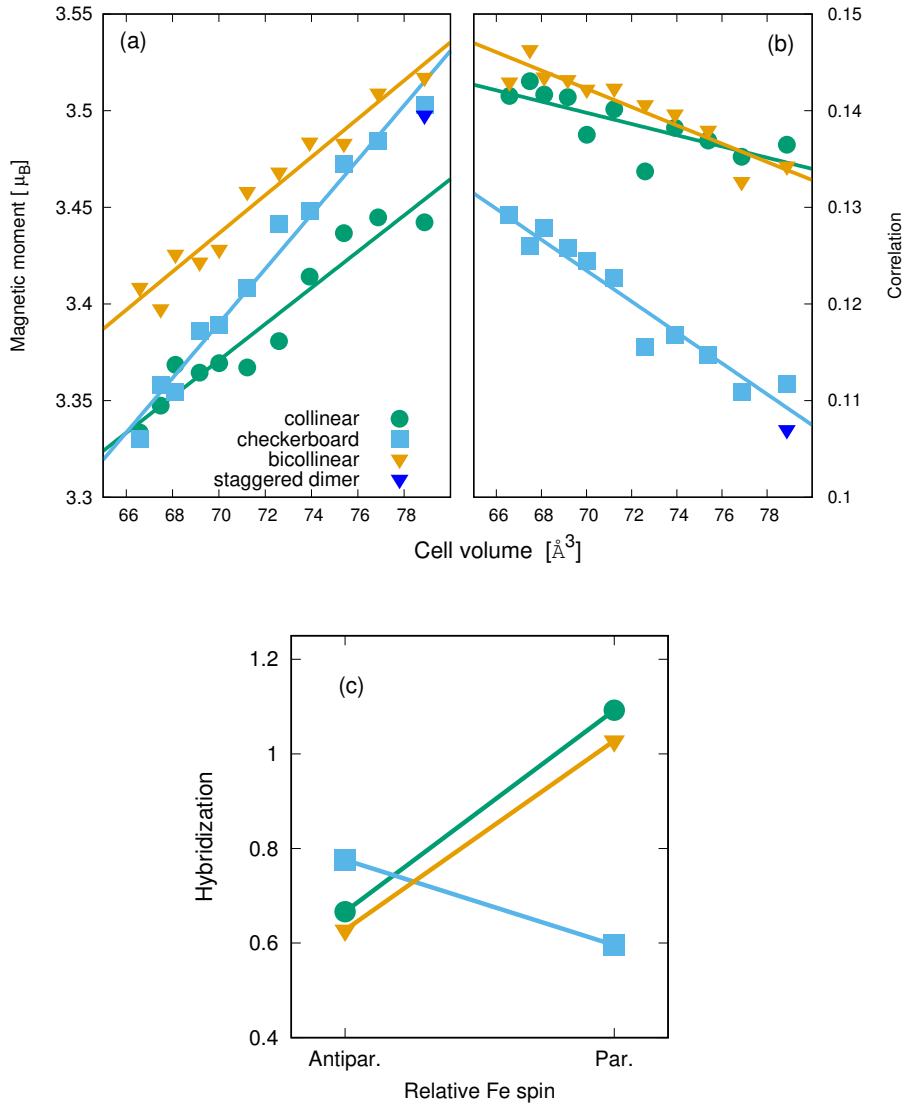 (a)
(b)
Magnetic moment [ μB]
3.55
3.5
3.45
3.4
3.35
3.3
collinear
checkerboard
bicollinear
staggered dimer
66 68 70 72 74 76 78
66 68 70 72 74 76 78
0.15
0.14
0.13
0.12
0.11
0.1
Correlation
Cell volume [Å^3]
(c)
Hybridization
1.2
1
0.8
0.6
0.4
Antipar. Par.
Relative Fe spin